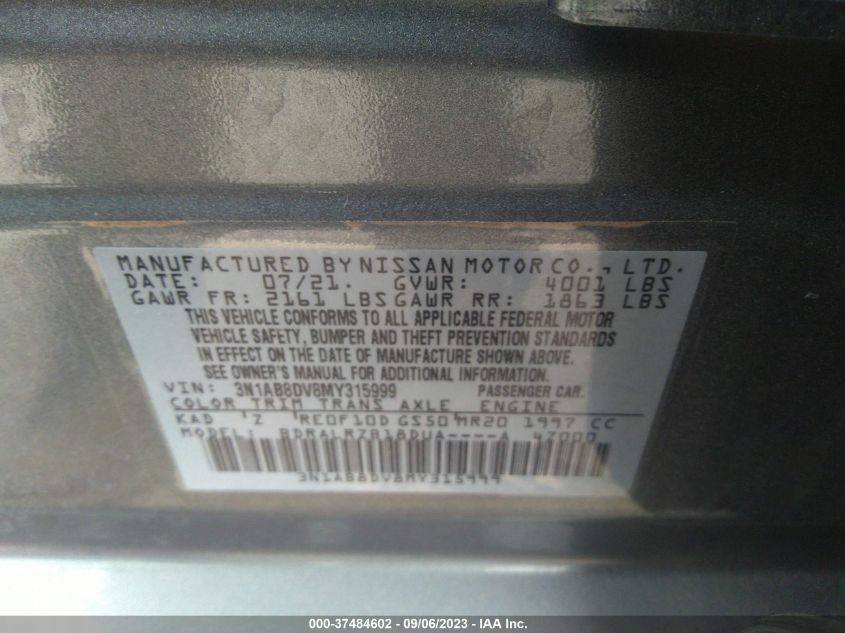 MANUFACTURED BY NISSAN MOTOR CO., LTD.
DATE: 07/21. GVWR: 4001 LBS
GAWR FR: 2161 LBS GAWR RR: 1863 LBS
THIS VEHICLE CONFORMS TO ALL APPLICABLE FEDERAL MOTOR
VEHICLE SAFETY, BUMPER AND THEFT PREVENTION STANDARDS
IN EFFECT ON THE DATE OF MANUFACTURE SHOWN ABOVE.
SEE OWNER'S MANUAL FOR ADDITIONAL INFORMATION.
VIN: 3N1AB8DV8MY315999 PASSENGER CAR.
COLOR TRIM TRANS AXLE ENGINE
KAD Z RE0F10D GS50 MR20 1997 CC
MODEL: BDRALRZB18DUA----A 47000
3N1AB8DV8MY315999
000-37484602 - 09/06/2023 - IAA Inc.